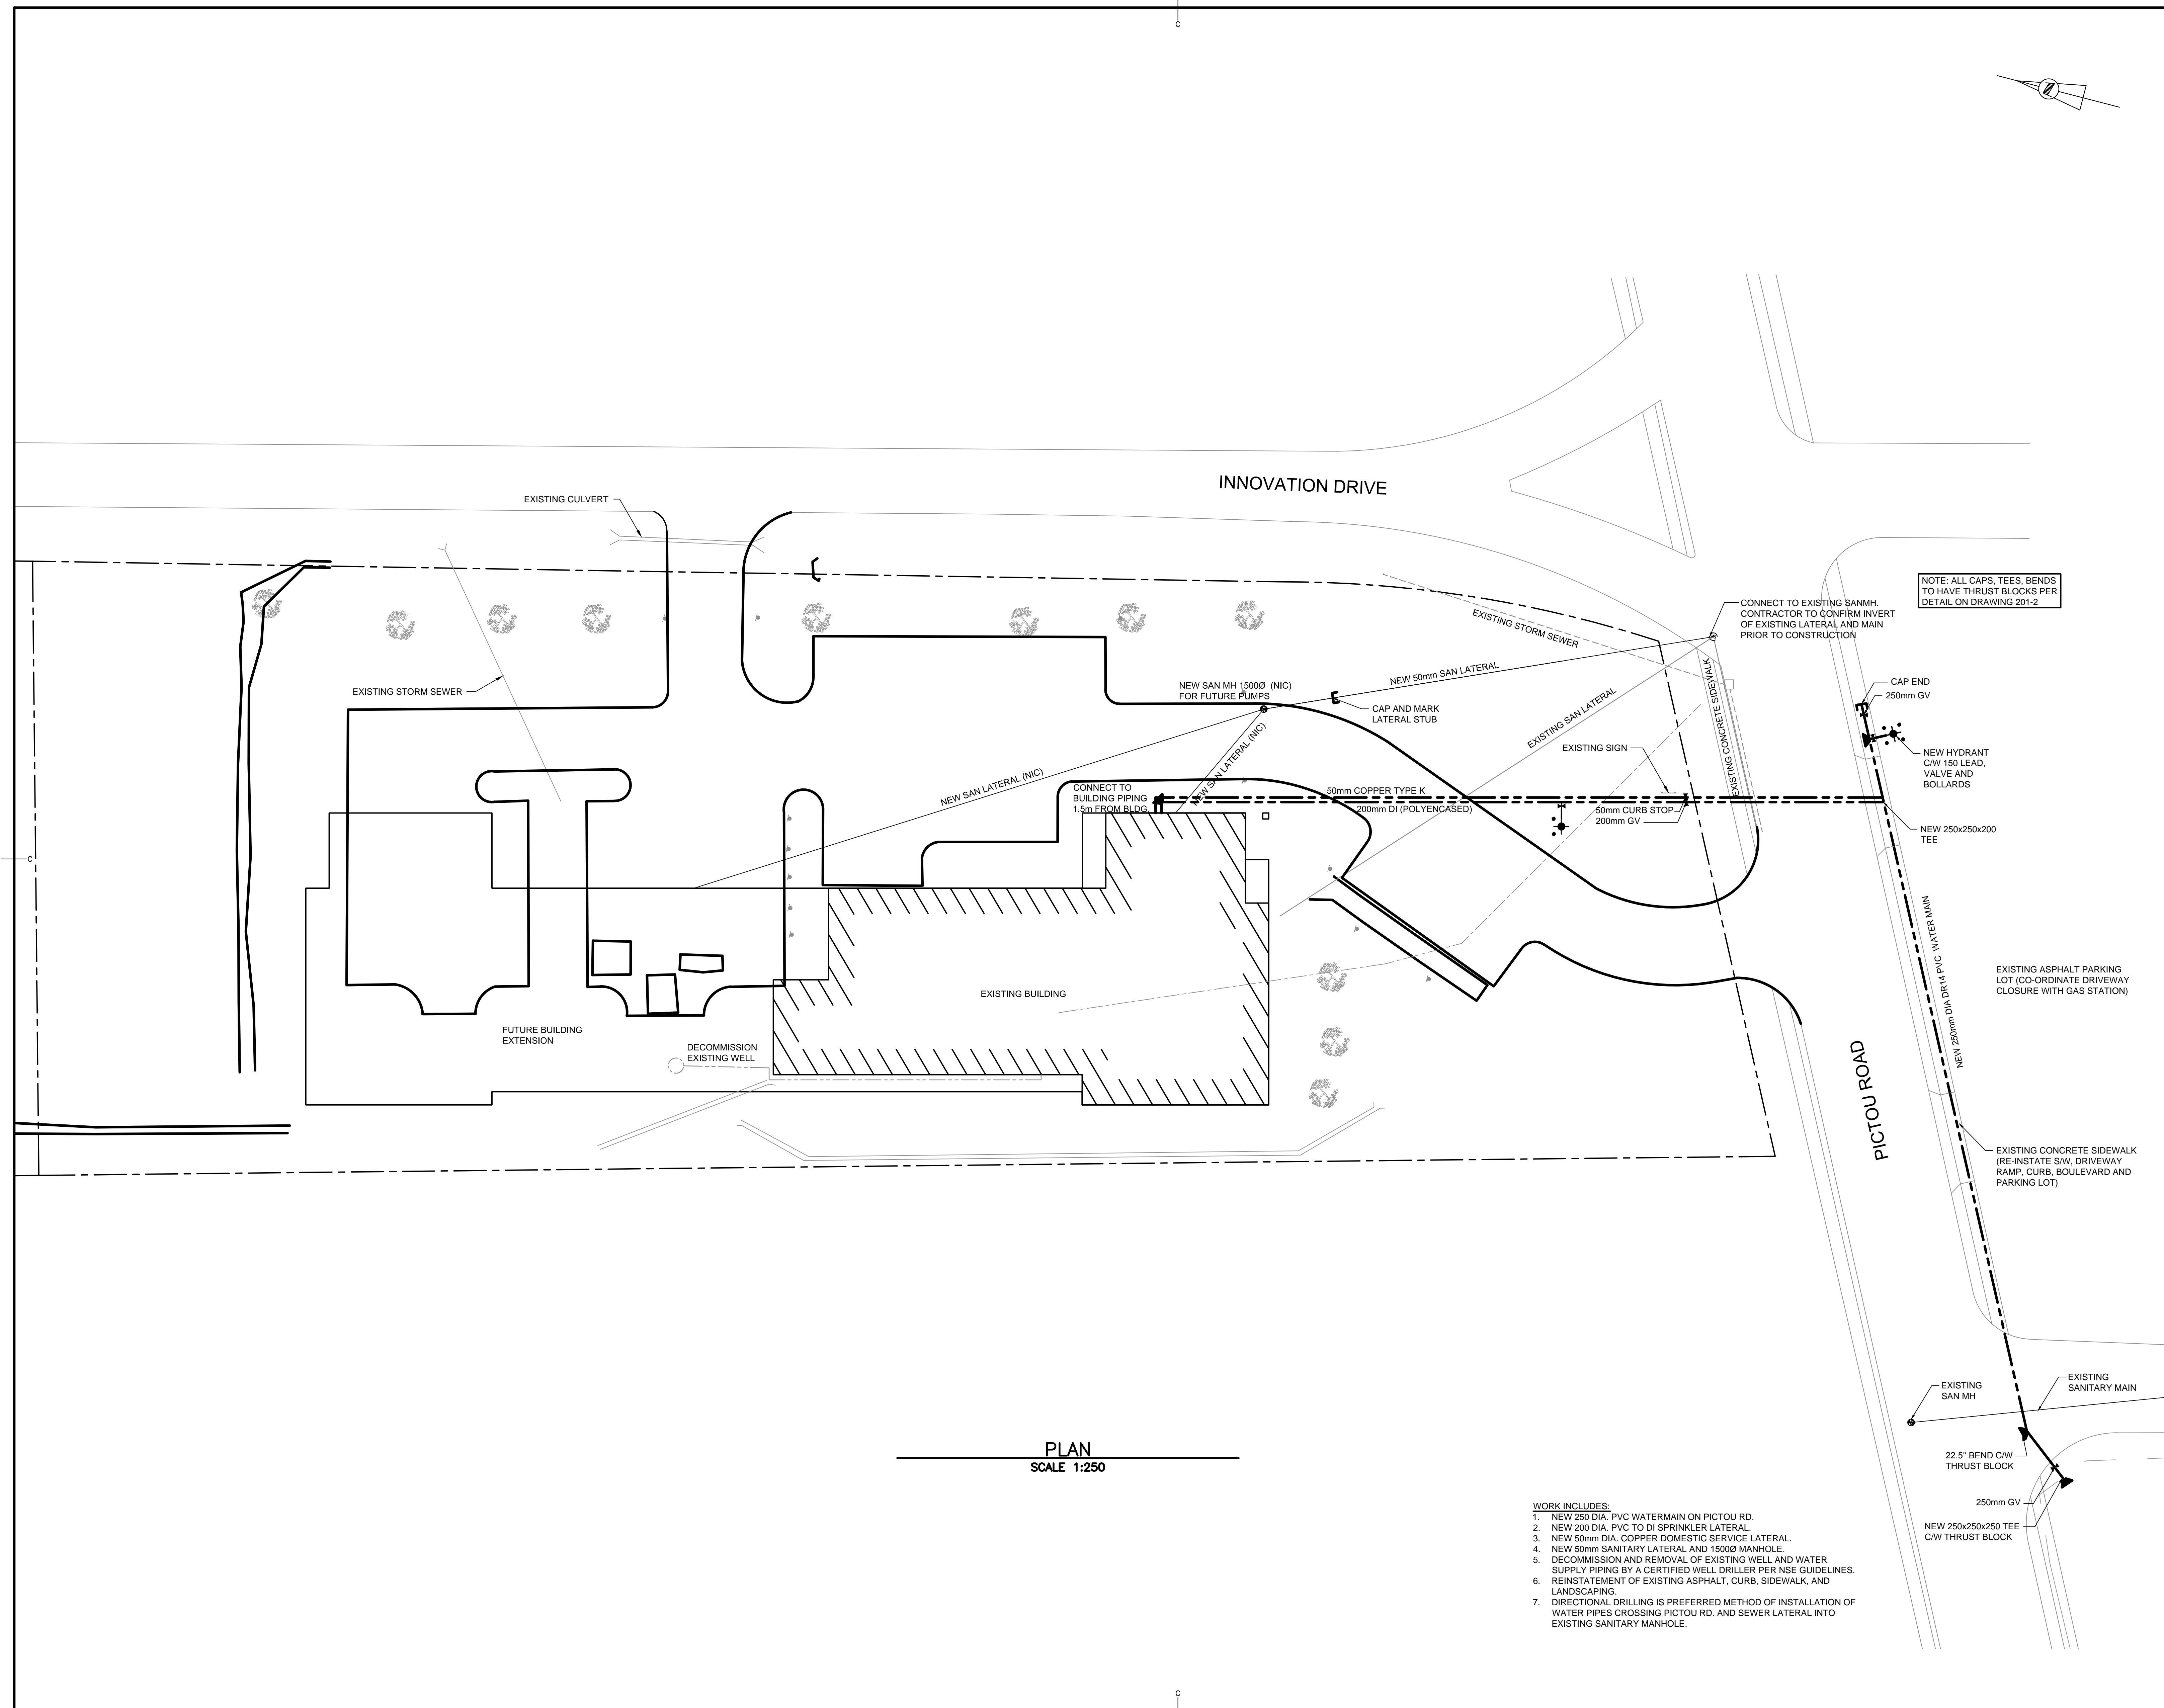 C
INNOVATION DRIVE
EXISTING CULVERT
NOTE: ALL CAPS, TEES, BENDS
TO HAVE THRUST BLOCKS PER
DETAIL ON DRAWING 201-2
CONNECT TO EXISTING SANMH.
CONTRACTOR TO CONFIRM INVERT
OF EXISTING LATERAL AND MAIN
PRIOR TO CONSTRUCTION
EXISTING STORM SEWER
NEW 50mm SAN LATERAL
EXISTING STORM SEWER
NEW SAN MH 1500Ø (NIC)
FOR FUTURE PUMPS
CAP AND MARK
LATERAL STUB
EXISTING SAN LATERAL
EXISTING CONCRETE SIDEWALK
CAP END
250mm GV
EXISTING SIGN
NEW HYDRANT
C/W 150 LEAD,
VALVE AND
BOLLARDS
NEW SAN LATERAL (NIC)
NEW SAN LATERAL (NIC)
CONNECT TO
BUILDING PIPING
1.5m FROM BLDG.
50mm COPPER TYPE K
200mm DI (POLYENCASED)
50mm CURB STOP
200mm GV
NEW 250x250x200
TEE
C
NEW 250mm DIA DR14 PVC WATER MAIN
EXISTING ASPHALT PARKING
LOT (CO-ORDINATE DRIVEWAY
CLOSURE WITH GAS STATION)
EXISTING BUILDING
FUTURE BUILDING
EXTENSION
DECOMMISSION
EXISTING WELL
PICTOU ROAD
EXISTING CONCRETE SIDEWALK
(RE-INSTATE S/W, DRIVEWAY
RAMP, CURB, BOULEVARD AND
PARKING LOT)
EXISTING
SAN MH
EXISTING
SANITARY MAIN
22.5° BEND C/W
THRUST BLOCK
250mm GV
NEW 250x250x250 TEE
C/W THRUST BLOCK
PLAN
SCALE 1:250
WORK INCLUDES:
1. NEW 250 DIA. PVC WATERMAIN ON PICTOU RD.
2. NEW 200 DIA. PVC TO DI SPRINKLER LATERAL.
3. NEW 50mm DIA. COPPER DOMESTIC SERVICE LATERAL.
4. NEW 50mm SANITARY LATERAL AND 1500Ø MANHOLE.
5. DECOMMISSION AND REMOVAL OF EXISTING WELL AND WATER
SUPPLY PIPING BY A CERTIFIED WELL DRILLER PER NSE GUIDELINES.
6. REINSTATEMENT OF EXISTING ASPHALT, CURB, SIDEWALK, AND
LANDSCAPING.
7. DIRECTIONAL DRILLING IS PREFERRED METHOD OF INSTALLATION OF
WATER PIPES CROSSING PICTOU RD. AND SEWER LATERAL INTO
EXISTING SANITARY MANHOLE.
C